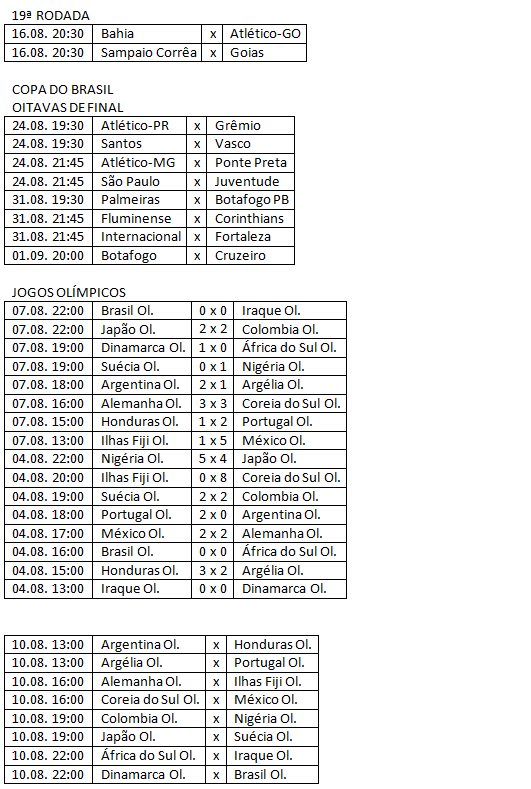 19ª RODADA
16.08. 20:30 Bahia x Atlético-GO
16.08. 20:30 Sampaio Corrêa x Goias
COPA DO BRASIL
OITAVAS DE FINAL
24.08. 19:30 Atlético-PR x Grêmio
24.08. 19:30 Santos x Vasco
24.08. 21:45 Atlético-MG x Ponte Preta
24.08. 21:45 São Paulo x Juventude
31.08. 19:30 Palmeiras x Botafogo PB
31.08. 21:45 Fluminense x Corinthians
31.08. 21:45 Internacional x Fortaleza
01.09. 20:00 Botafogo x Cruzeiro
JOGOS OLÍMPICOS
07.08. 22:00 Brasil Ol. 0 x 0 Iraque Ol.
07.08. 22:00 Japão Ol. 2 x 2 Colombia Ol.
07.08. 19:00 Dinamarca Ol. 1 x 0 África do Sul Ol.
07.08. 19:00 Suécia Ol. 0 x 1 Nigéria Ol.
07.08. 18:00 Argentina Ol. 2 x 1 Argélia Ol.
07.08. 16:00 Alemanha Ol. 3 x 3 Coreia do Sul Ol.
07.08. 15:00 Honduras Ol. 1 x 2 Portugal Ol.
07.08. 13:00 Ilhas Fiji Ol. 1 x 5 México Ol.
04.08. 22:00 Nigéria Ol. 5 x 4 Japão Ol.
04.08. 20:00 Ilhas Fiji Ol. 0 x 8 Coreia do Sul Ol.
04.08. 19:00 Suécia Ol. 2 x 2 Colombia Ol.
04.08. 18:00 Portugal Ol. 2 x 0 Argentina Ol.
04.08. 17:00 México Ol. 2 x 2 Alemanha Ol.
04.08. 16:00 Brasil Ol. 0 x 0 África do Sul Ol.
04.08. 15:00 Honduras Ol. 3 x 2 Argélia Ol.
04.08. 13:00 Iraque Ol. 0 x 0 Dinamarca Ol.
10.08. 13:00 Argentina Ol. x Honduras Ol.
10.08. 13:00 Argélia Ol. x Portugal Ol.
10.08. 16:00 Alemanha Ol. x Ilhas Fiji Ol.
10.08. 16:00 Coreia do Sul Ol. x México Ol.
10.08. 19:00 Colombia Ol. x Nigéria Ol.
10.08. 19:00 Japão Ol. x Suécia Ol.
10.08. 22:00 África do Sul Ol. x Iraque Ol.
10.08. 22:00 Dinamarca Ol. x Brasil Ol.